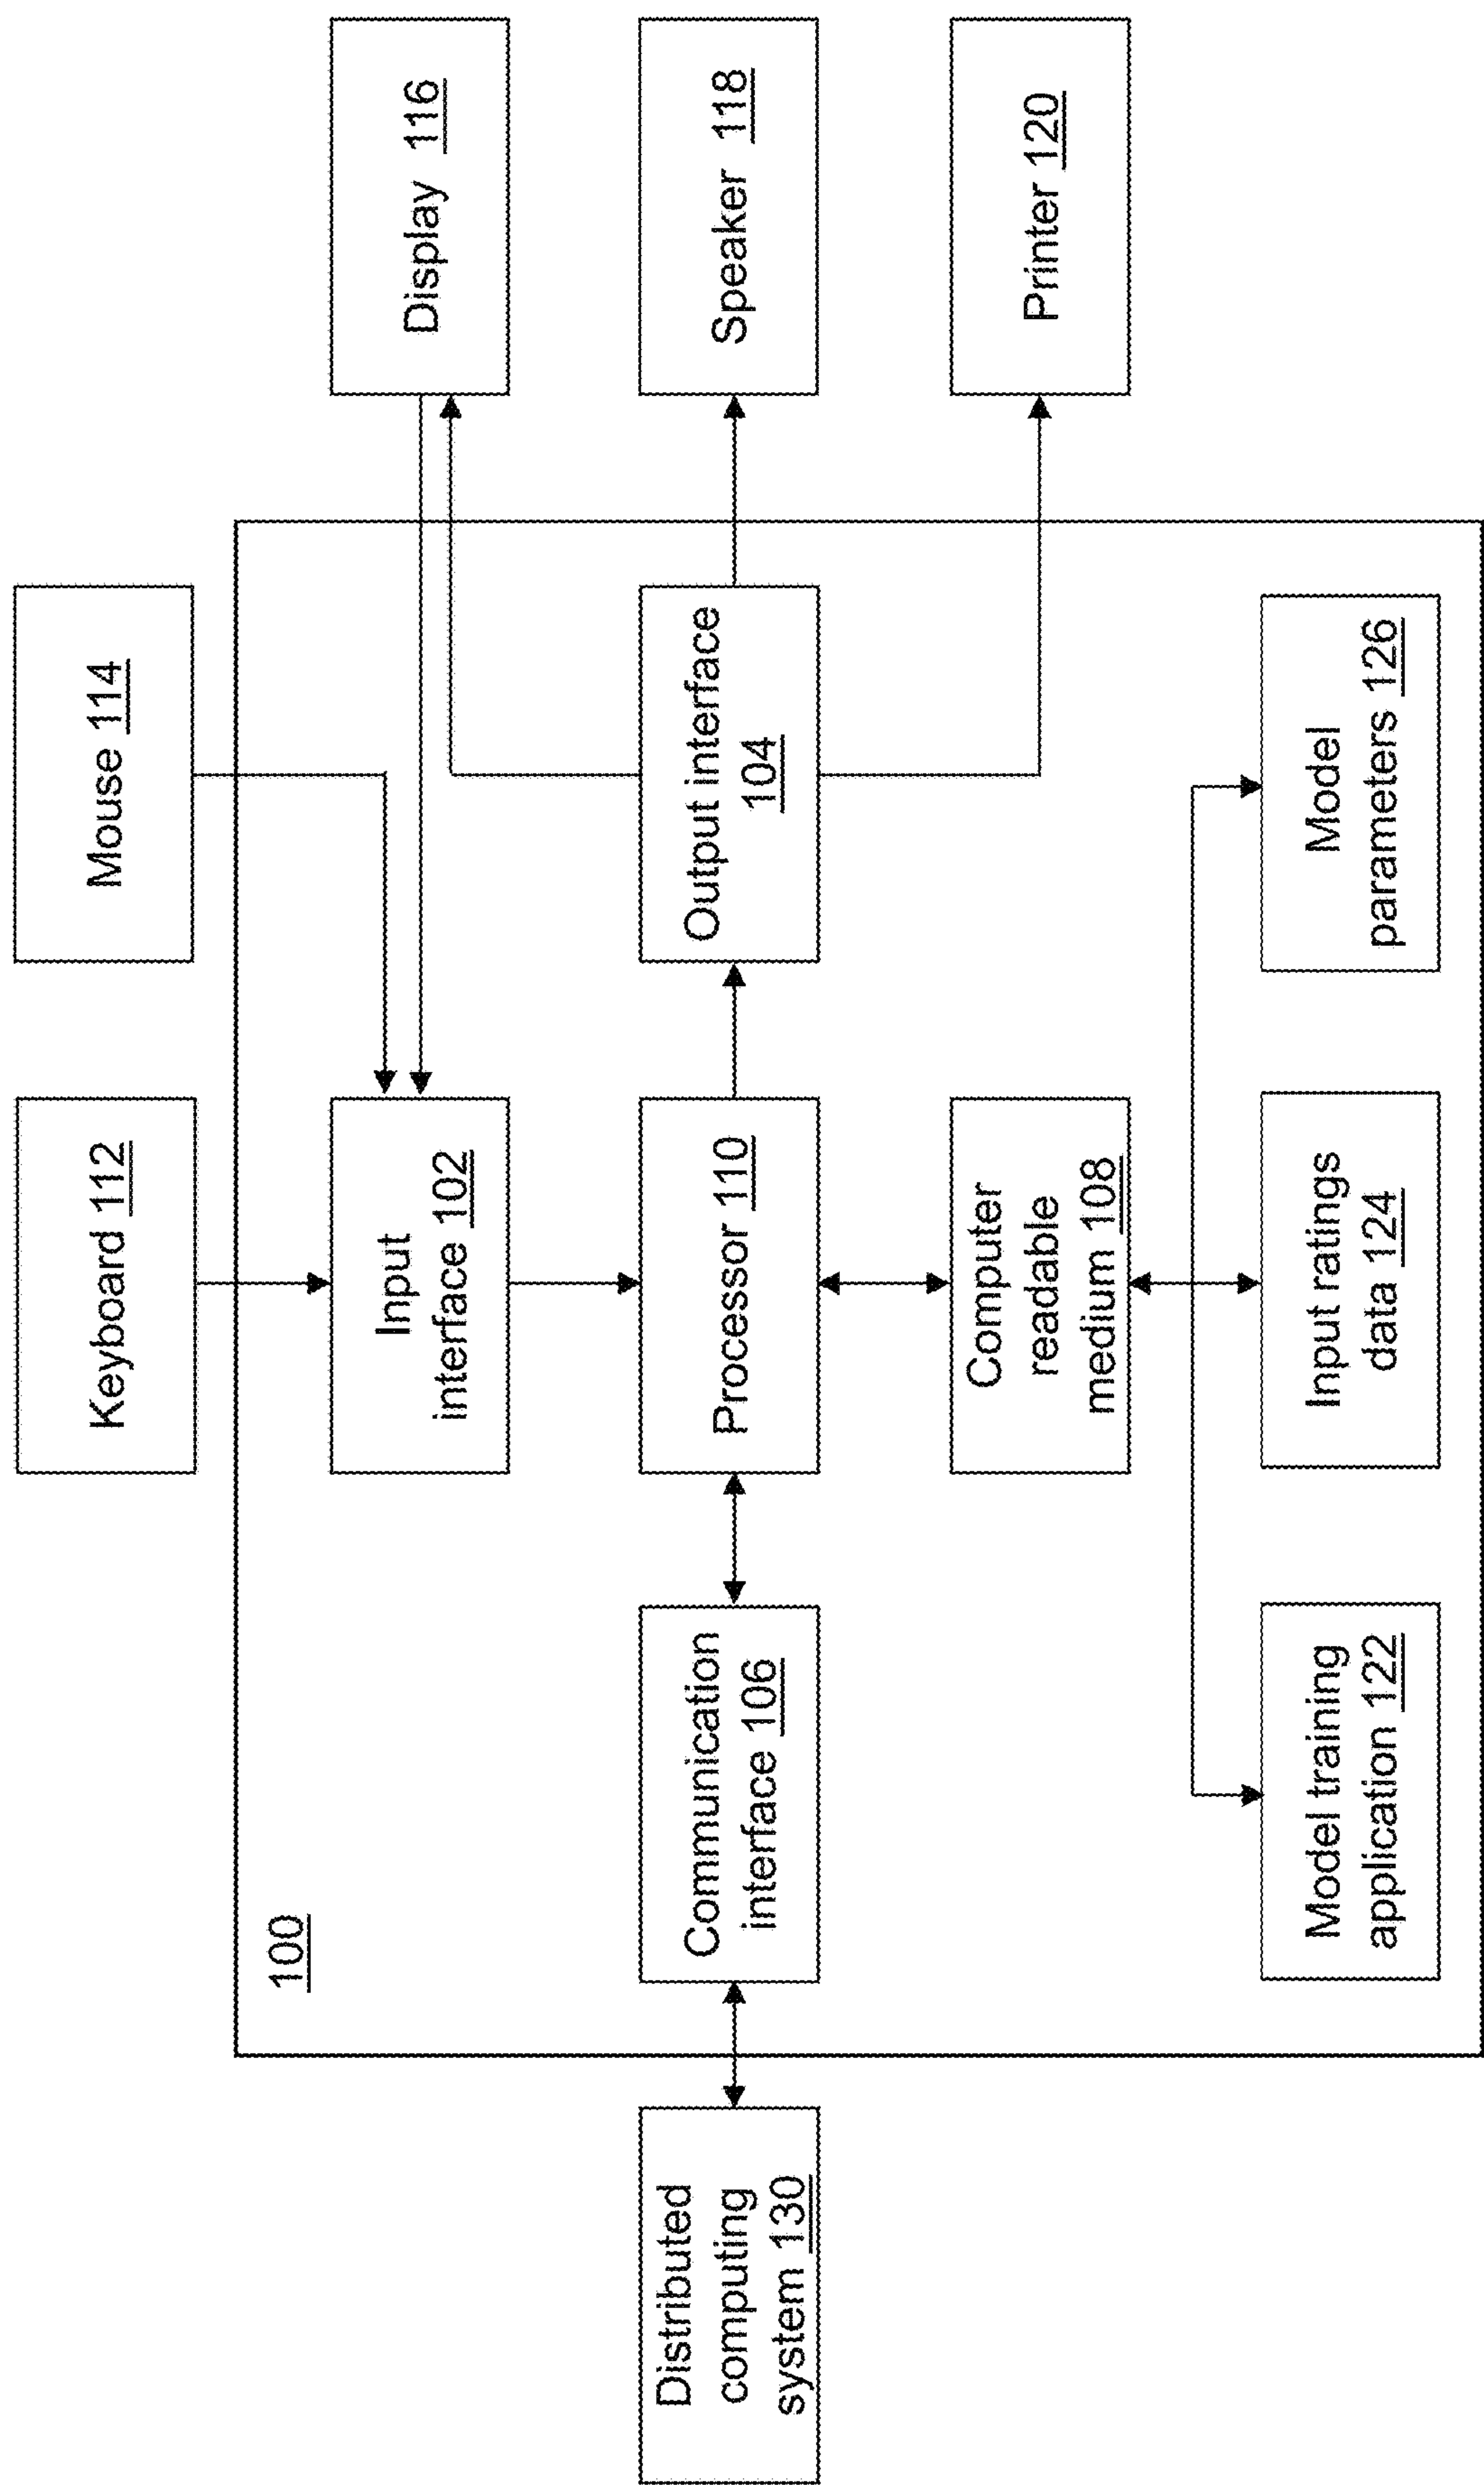 Keyboard 112
Mouse 114
100
Input
interface 102
Display 116
Distributed
computing
system 130
Communication
interface 106
Processor 110
Output interface
104
Speaker 118
Computer
readable
medium 108
Printer 120
Model training
application 122
Input ratings
data 124
Model
parameters 126